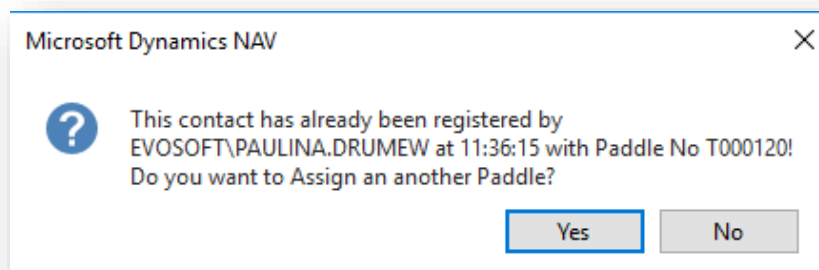 Microsoft Dynamics NAV
This contact has already been registered by
EVOSOFT\PAULINA.DRUMEW at 11:36:15 with Paddle No T000120!
Do you want to Assign an another Paddle?
Yes No